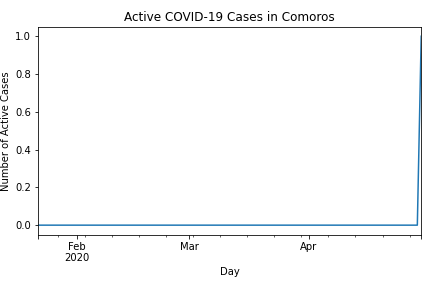 Active COVID-19 Cases in Comoros
Number of Active Cases
1.0
0.8
0.6
0.4
0.2
0.0
Feb
2020
Mar
Apr
Day